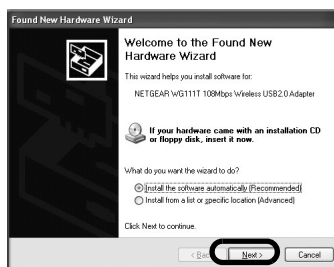 Found New Hardware Wizard
Welcome to the Found New
Hardware Wizard
This wizard helps you install software for:
NETGEAR WG111T 108Mbps Wireless USB2.0 Adapter
If your hardware came with an installation CD
or floppy disk, insert it now.
What do you want the wizard to do?
Install the software automatically (Recommended)
Install from a list or specific location (Advanced)
Click Next to continue.
Next > Cancel